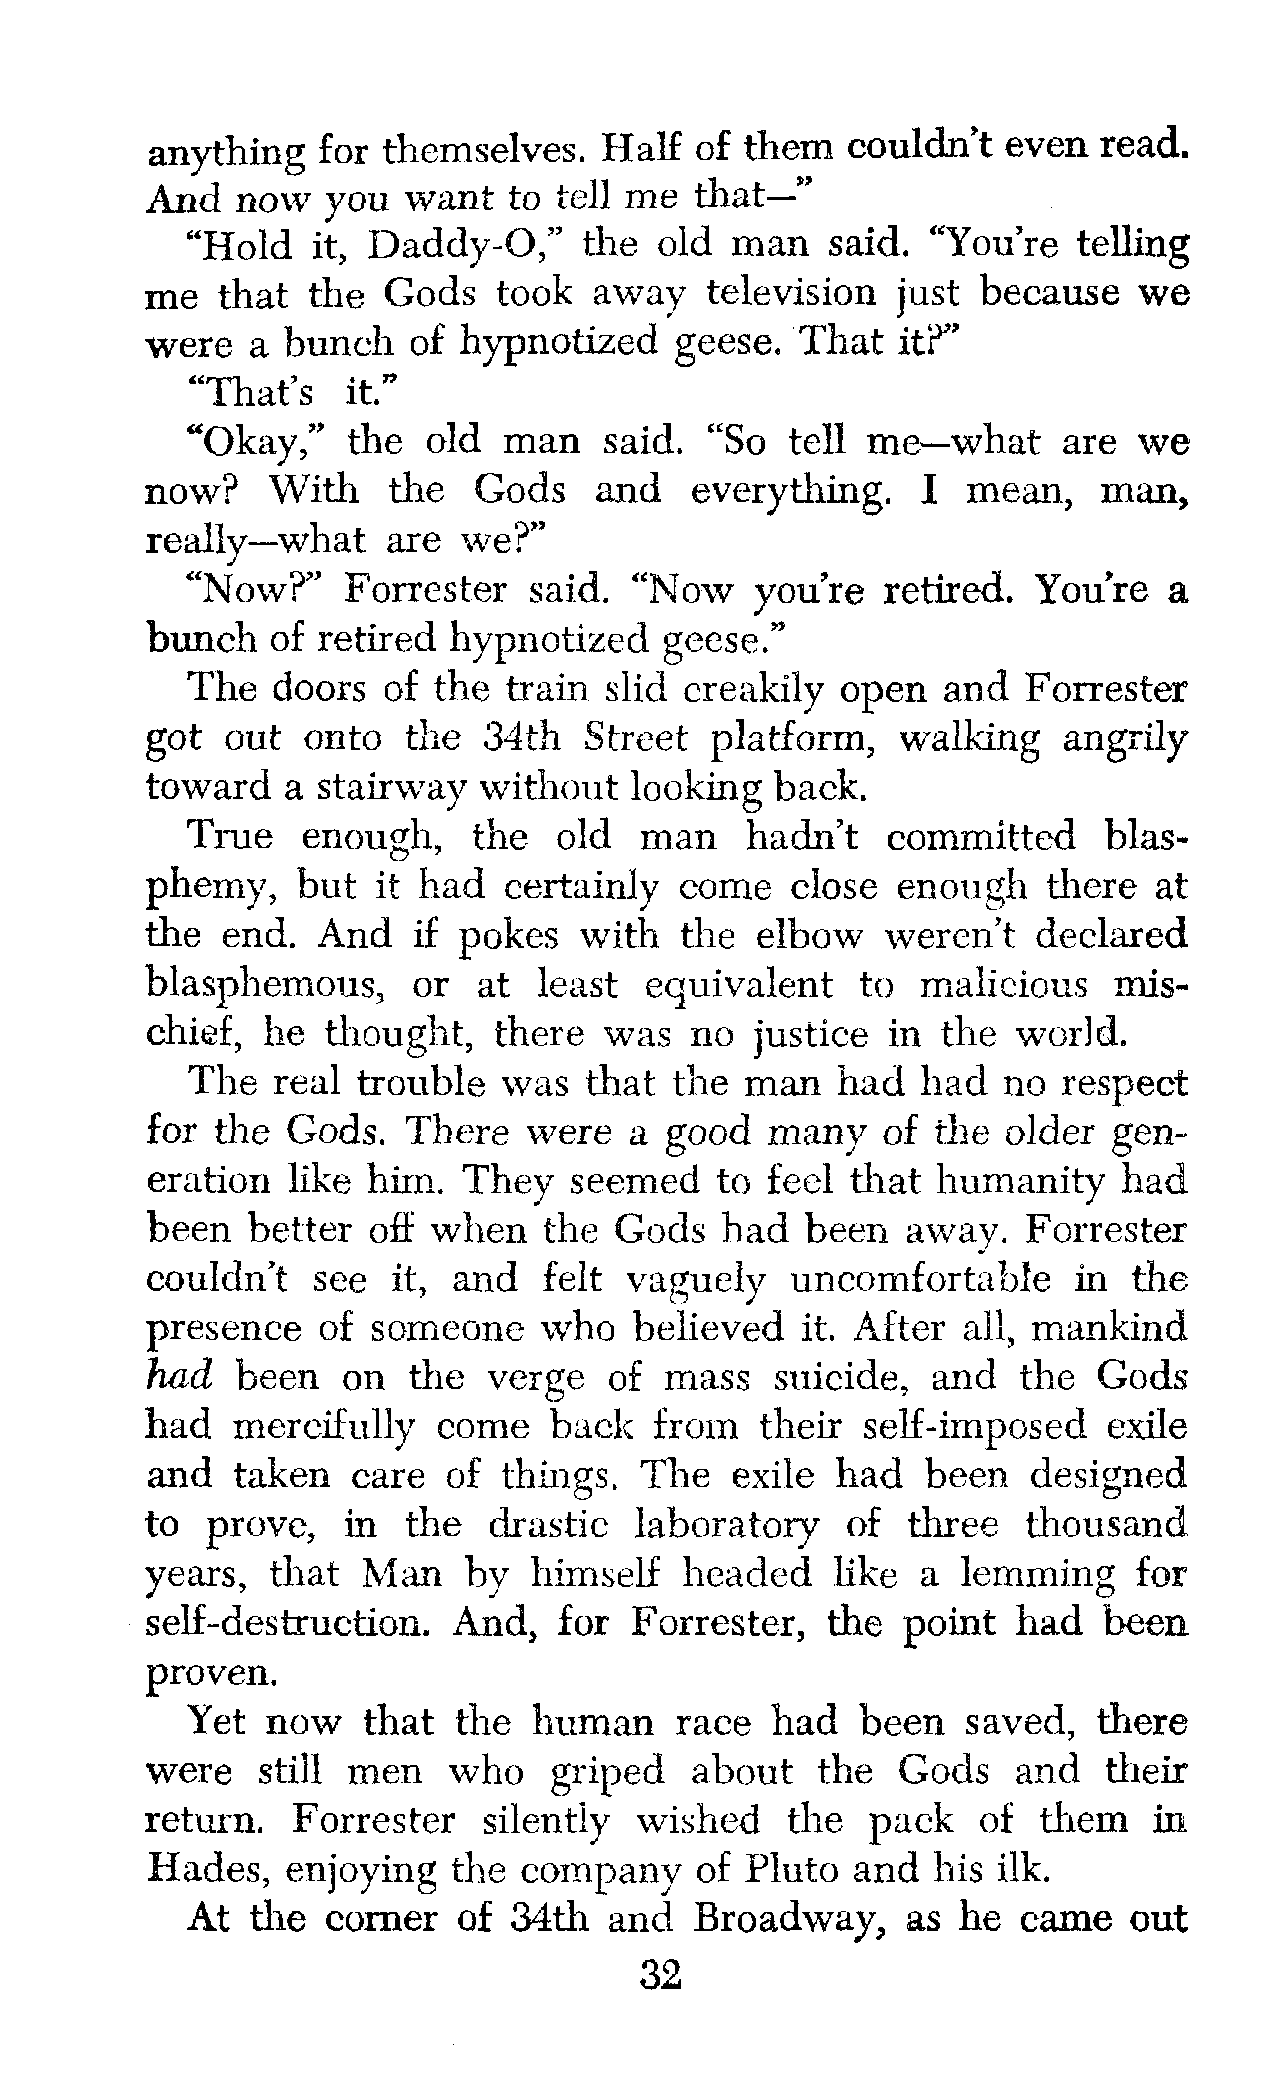 anything for themselves. Half of them couldn't even read.
And now you want to tell me that—”
“Hold it, Daddy-O,” the old man said. “You're telling
me that the Gods took away television just because we
were a bunch of hypnotized geese. That it?”
“That's it.”
“Okay,” the old man said. “So tell me—what are we
now? With the Gods and everything. I mean, man,
really—what are we?”
“Now?” Forrester said. “Now you're retired. You're a
bunch of retired hypnotized geese.”
The doors of the train slid creakily open and Forrester
got out onto the 34th Street platform, walking angrily
toward a stairway without looking back.
True enough, the old man hadn't committed blas-
phemy, but it had certainly come close enough there at
the end. And if pokes with the elbow weren't declared
blasphemous, or at least equivalent to malicious mis-
chief, he thought, there was no justice in the world.
The real trouble was that the man had had no respect
for the Gods. There were a good many of the older gen-
eration like him. They seemed to feel that humanity had
been better off when the Gods had been away. Forrester
couldn't see it, and felt vaguely uncomfortable in the
presence of someone who believed it. After all, mankind
had been on the verge of mass suicide, and the Gods
had mercifully come back from their self-imposed exile
and taken care of things. The exile had been designed
to prove, in the drastic laboratory of three thousand
years, that Man by himself headed like a lemming for
self-destruction. And, for Forrester, the point had been
proven.
Yet now that the human race had been saved, there
were still men who griped about the Gods and their
return. Forrester silently wished the pack of them in
Hades, enjoying the company of Pluto and his ilk.
At the corner of 34th and Broadway, as he came out
32